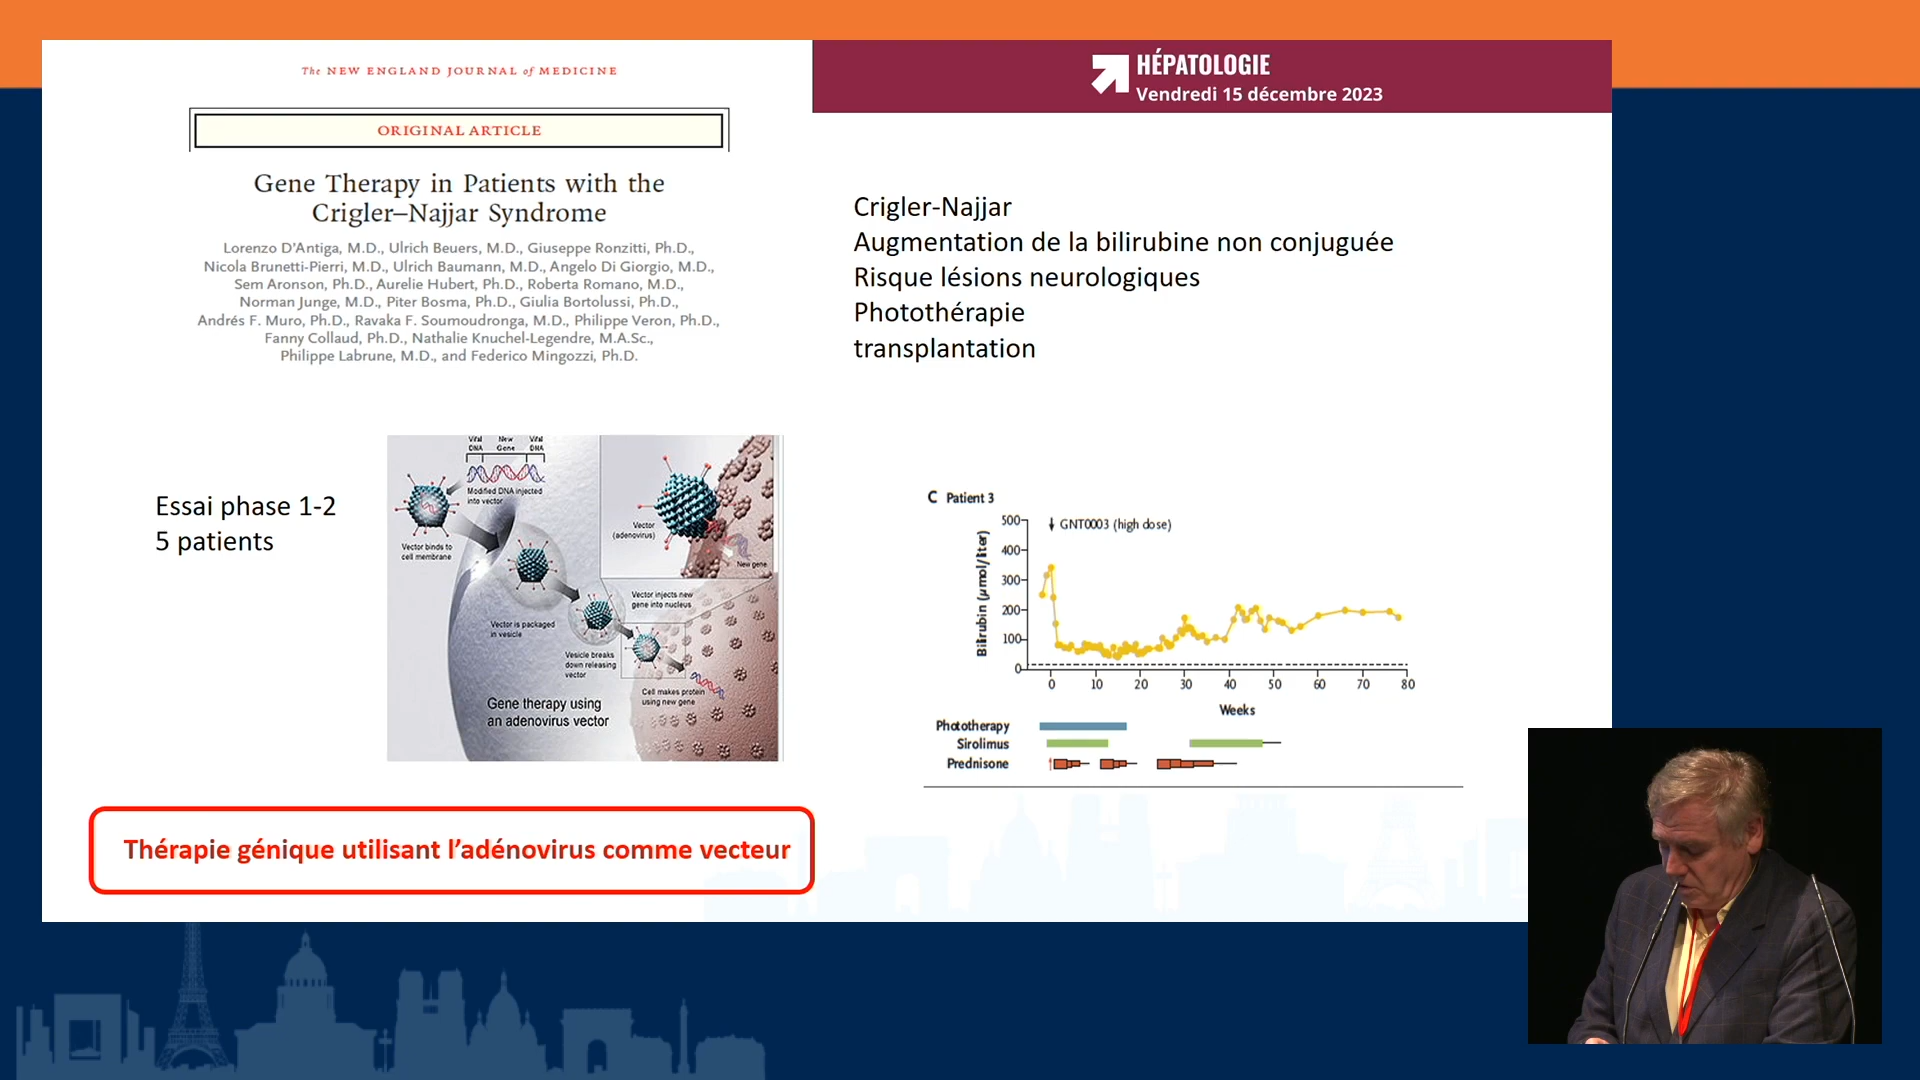 The NEW ENGLAND JOURNAL of MEDICINE
ORIGINAL ARTICLE
Gene Therapy in Patients with the
Crigler–Najjar Syndrome
Lorenzo D'Antiga, M.D., Ulrich Beuers, M.D., Giuseppe Ronzitti, Ph.D.,
Nicola Brunetti-Pierri, M.D., Ulrich Baumann, M.D., Angelo Di Giorgio, M.D.,
Sem Aronson, Ph.D., Aurelie Hubert, Ph.D., Roberta Romano, M.D.,
Norman Junge, M.D., Piter Bosma, Ph.D., Giulia Bortolussi, Ph.D.,
Andrés F. Muro, Ph.D., Ravaka F. Soumoudronga, M.D., Philippe Veron, Ph.D.,
Fanny Collaud, Ph.D., Nathalie Knuchel-Legendre, M.A.Sc.,
Philippe Labrune, M.D., and Federico Mingozzi, Ph.D.
HÉPATOLOGIE
Vendredi 15 décembre 2023
Crigler-Najjar
Augmentation de la bilirubine non conjuguée
Risque lésions neurologiques
Photothérapie
transplantation
Essai phase 1-2
5 patients
Viral DNA
New Gene
Viral DNA
Modified DNA injected
into vector
Vector binds to
cell membrane
Vector
(adenovirus)
New gene
Vector injects new
gene into nucleus
Vector is packaged
in vesicle
Vesicle breaks
down releasing
vector
Cell makes protein
using new gene
Gene therapy using
an adenovirus vector
C Patient 3
GNT0003 (high dose)
Bilirubin (µmol/liter)
500
400
300
200
100
0
0 10 20 30 40 50 60 70 80
Weeks
Phototherapy
Sirolimus
Prednisone
Thérapie génique utilisant l'adénovirus comme vecteur